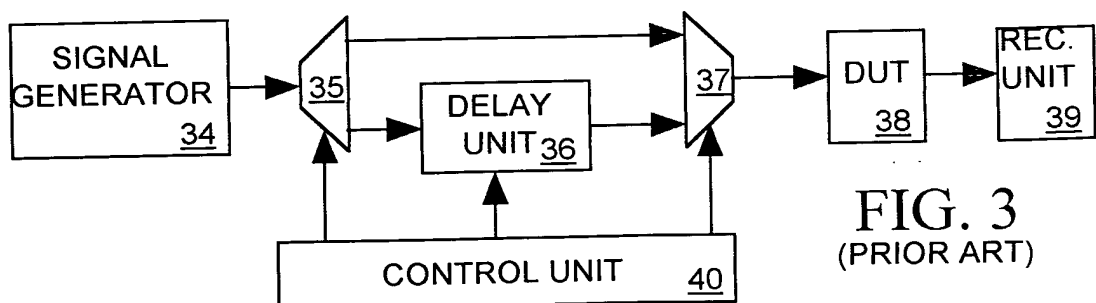 SIGNAL
GENERATOR
34
35
DELAY
UNIT
36
37
DUT
38
REC.
UNIT
39
CONTROL UNIT
40
FIG. 3
(PRIOR ART)